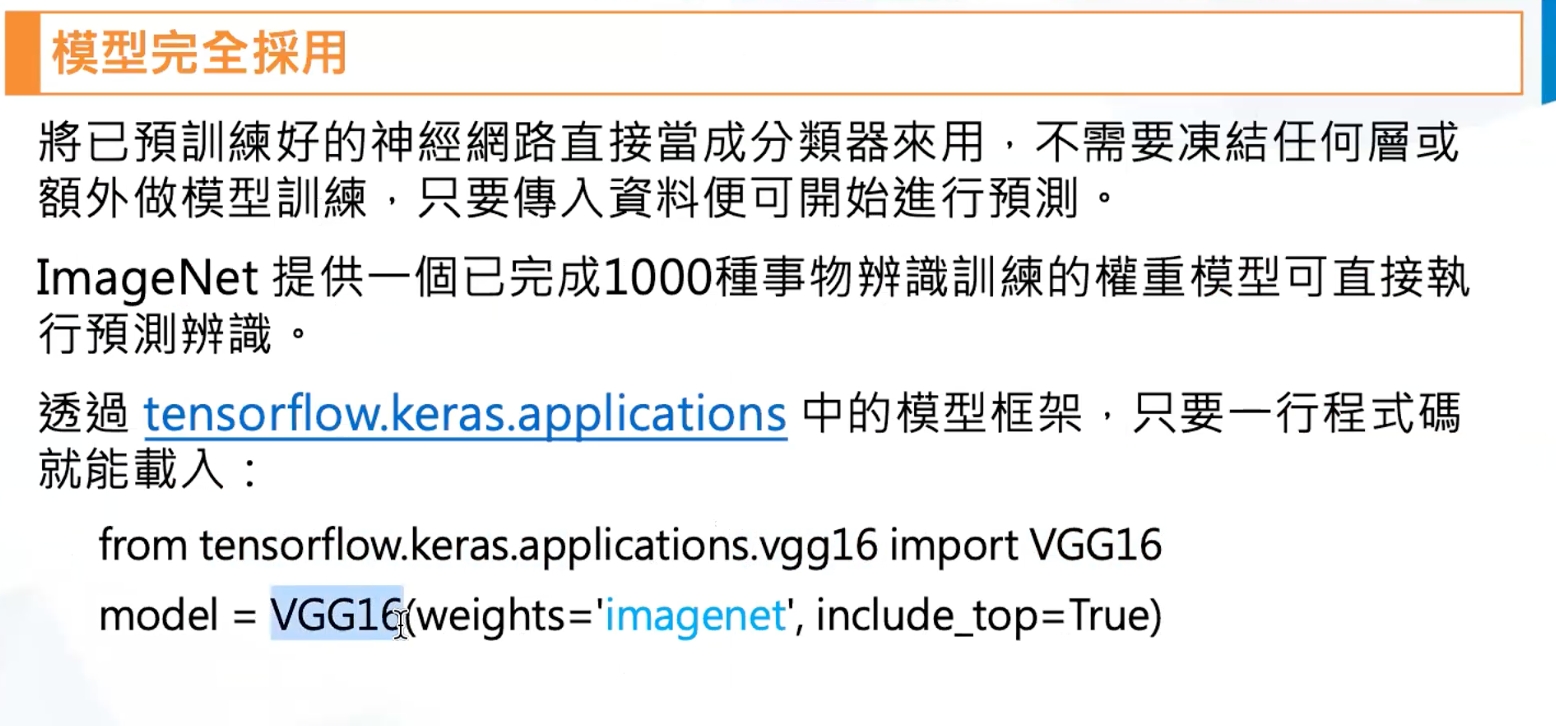 模型完全採用
將已預訓練好的神經網路直接當成分類器來用，不需要凍結任何層或
額外做模型訓練，只要傳入資料便可開始進行預測。
ImageNet 提供一個已完成1000種事物辨識訓練的權重模型可直接執
行預測辨識。
透過 tensorflow.keras.applications 中的模型框架，只要一行程式碼
就能載入：
from tensorflow.keras.applications.vgg16 import VGG16
model = VGG16(weights='imagenet', include_top=True)